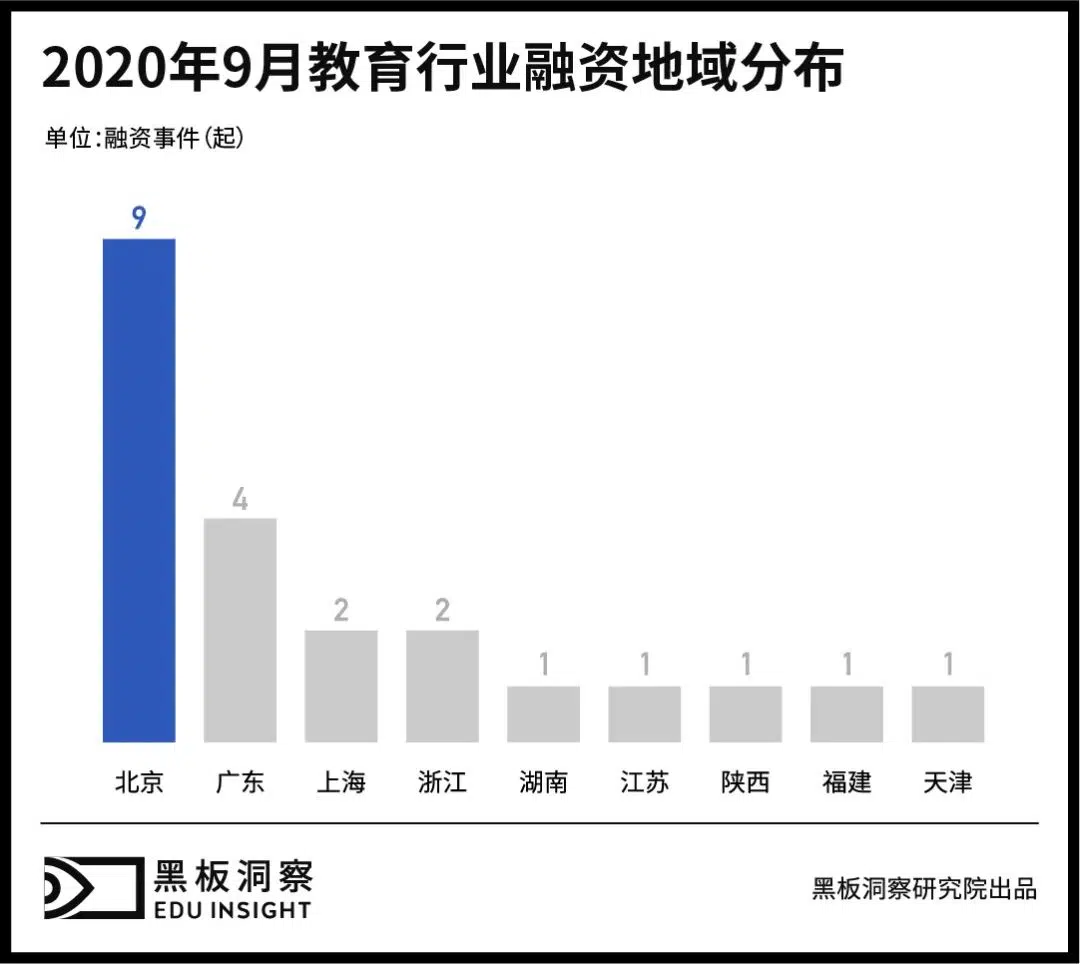 2020年9月教育行业融资地域分布
单位:融资事件(起)
9
4
2
2
1
1
1
1
1
北京
广东
上海
浙江
湖南
江苏
陕西
福建
天津
黑板洞察
EDU INSIGHT
黑板洞察研究院出品